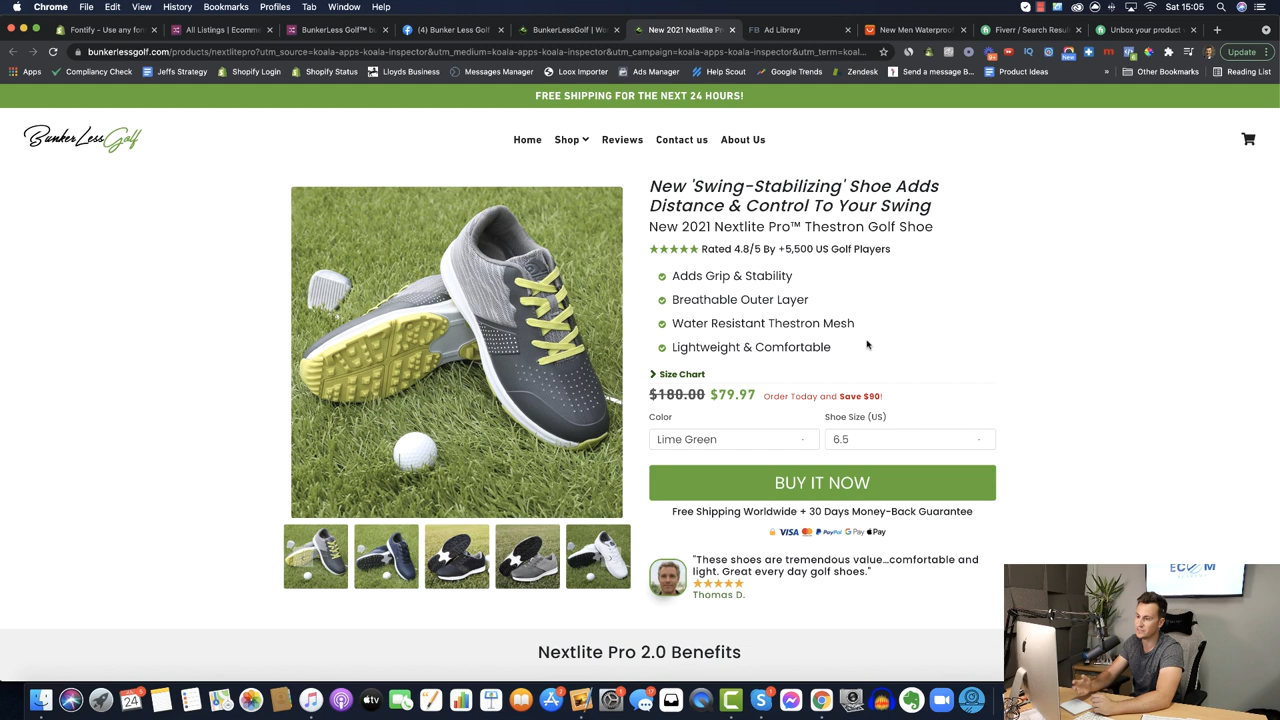 Chrome File Edit View History Bookmarks Profiles Tab Window Help
Sat 15:05
Fontify - Use any fon
All Listings | Ecomme
BunkerLess Golf™ bu
(4) Bunker Less Golf
BunkerLessGolf | Wo
New 2021 Nextlite Pr
Ad Library
New Men Waterproof
Fiverr / Search Resul
Unbox your product
bunkerlessgolf.com/products/nextlitepro?utm_source=koala-apps-koala-inspector&utm_medium=koala-apps-koala-inspector&utm_campaign=koala-apps-koala-inspector&utm_term=koal...
Update
Apps
Compliancy Check
Jeffs Strategy
Shopify Login
Shopify Status
Lloyds Business
Messages Manager
Loox Importer
Ads Manager
Help Scout
Google Trends
Zendesk
Send a message B...
Product Ideas
»
Other Bookmarks
Reading List
FREE SHIPPING FOR THE NEXT 24 HOURS!
BunkerLessGolf
Home Shop Reviews Contact us About Us
New 'Swing-Stabilizing' Shoe Adds
Distance & Control To Your Swing
New 2021 Nextlite Pro™ Thestron Golf Shoe
★★★★★ Rated 4.8/5 By +5,500 US Golf Players
Adds Grip & Stability
Breathable Outer Layer
Water Resistant Thestron Mesh
Lightweight & Comfortable
Size Chart
$180.00 $79.97 Order Today and Save $90!
Color Shoe Size (US)
Lime Green 6.5
BUY IT NOW
Free Shipping Worldwide + 30 Days Money-Back Guarantee
VISA PayPal G Pay Pay
"These shoes are tremendous value...comfortable and
light. Great every day golf shoes."
★★★★★
Thomas D.
Nextlite Pro 2.0 Benefits